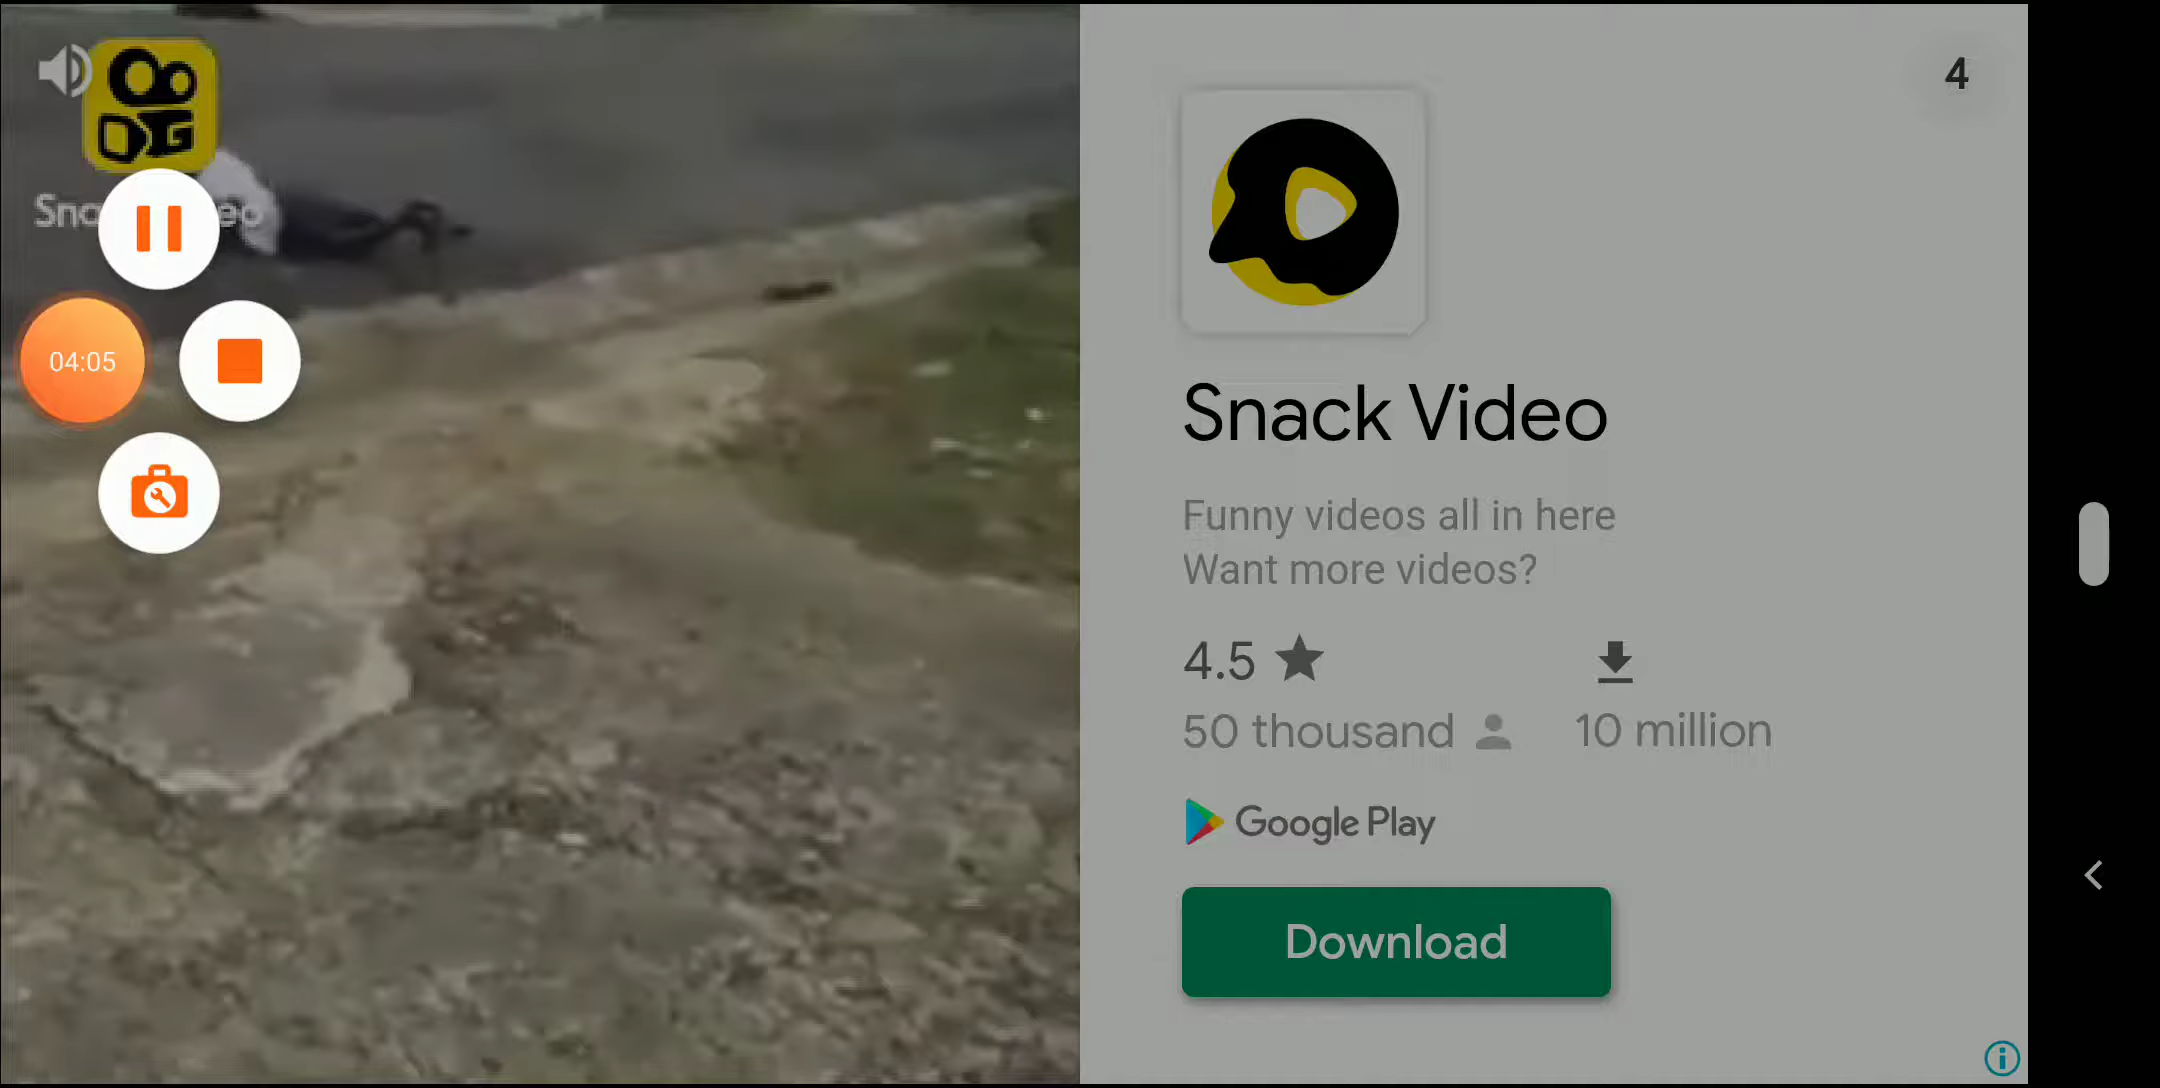 4
DG
04:05
Snack Video
Funny videos all in here
Want more videos?
4.5
50 thousand
10 million
Google Play
Download